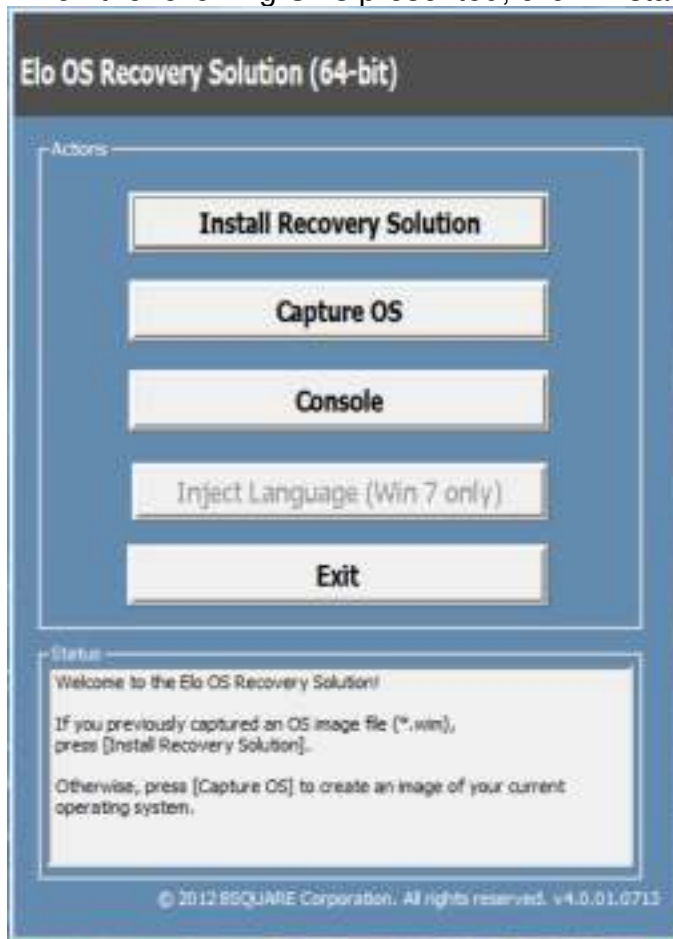 Elo OS Recovery Solution (64-bit)
Actions
Install Recovery Solution
Capture OS
Console
Inject Language (Win 7 only)
Exit
Status
Welcome to the Elo OS Recovery Solution!
If you previously captured an OS image file (*.wim),
press [Install Recovery Solution].
Otherwise, press [Capture OS] to create an image of your current
operating system.
© 2012 BSQUARE Corporation. All rights reserved. v4.0.01.0713